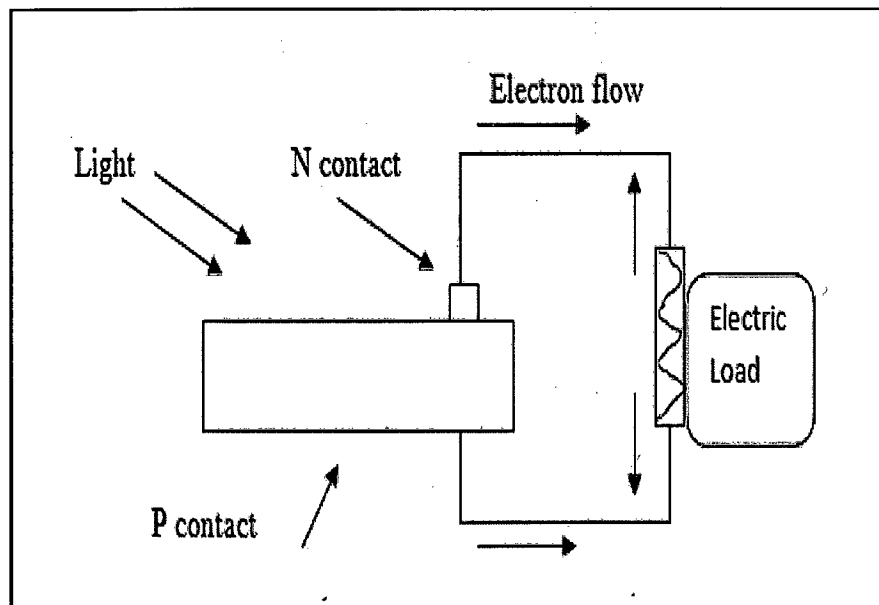 Electron flow
Light
N contact
Electric
Load
P contact